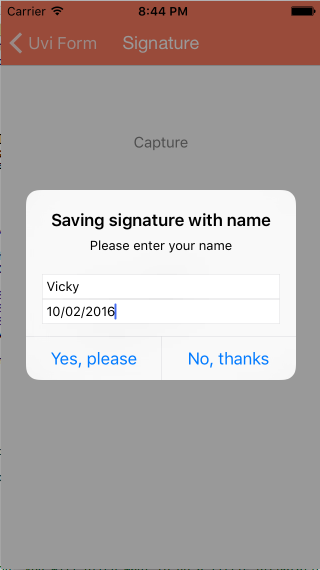 Carrier 8:44 PM
Uvi Form Signature
Capture
Saving signature with name
Please enter your name
Vicky
10/02/2016
Yes, please No, thanks